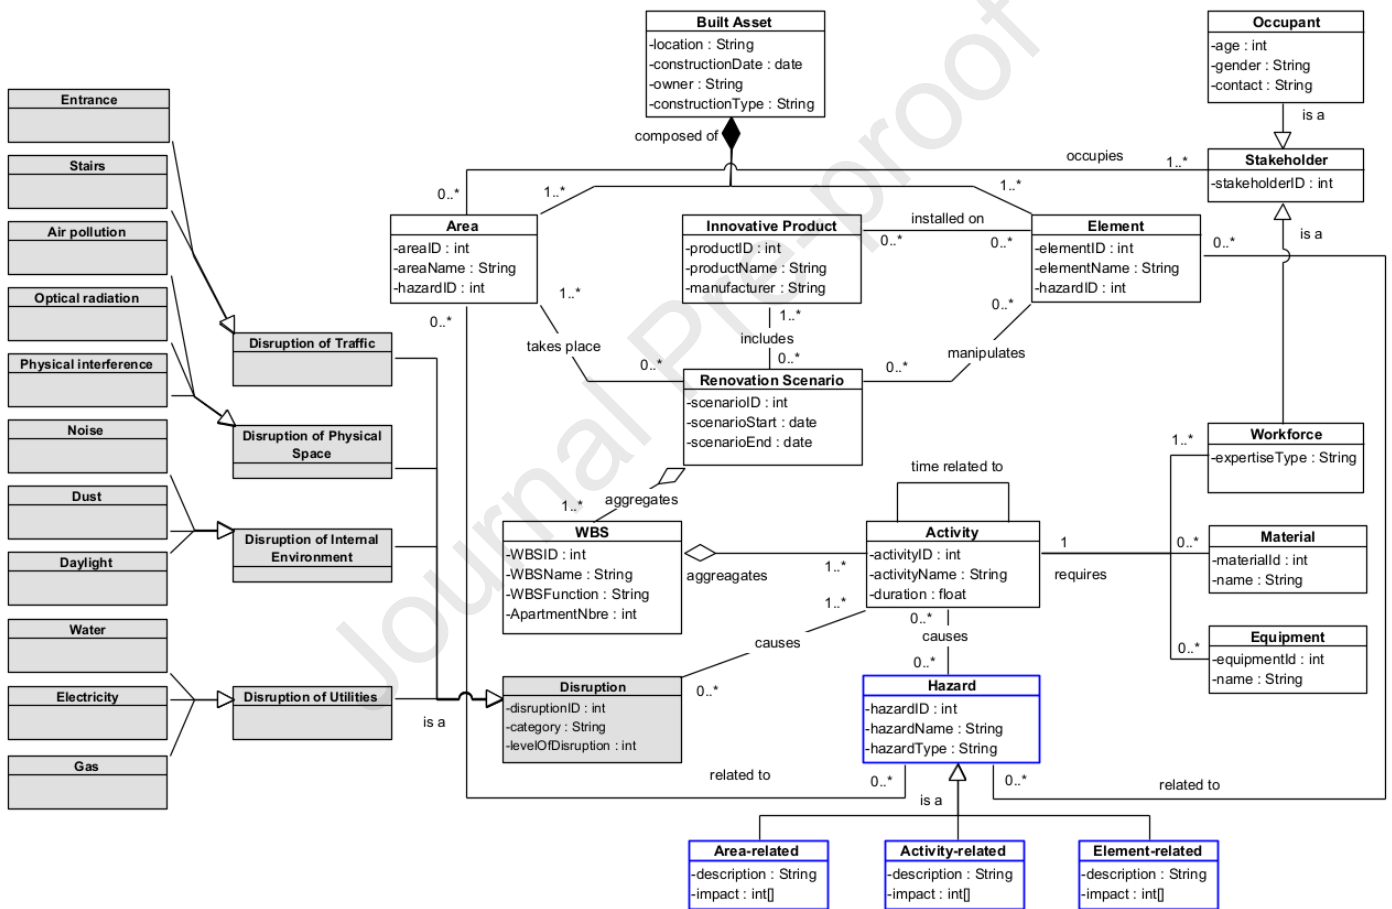 Built Asset
-location : String
-constructionDate : date
-owner : String
-constructionType : String
Occupant
-age : int
-gender : String
-contact : String
is a
composed of
occupies
1..*
0..*
1..*
1..*
Stakeholder
-stakeholderID : int
is a
Entrance
Stairs
Air pollution
Optical radiation
Physical interference
Noise
Dust
Daylight
Water
Electricity
Gas
Disruption of Traffic
Disruption of Physical
Space
Disruption of Internal
Environment
Disruption of Utilities
is a
Area
-areaID : int
-areaName : String
-hazardID : int
0..*
1..*
takes place
0..*
Innovative Product
-productID : int
-productName : String
-manufacturer : String
installed on
0..*
0..*
Element
-elementID : int
-elementName : String
-hazardID : int
0..*
0..*
manipulates
0..*
1..*
includes
0..*
Renovation Scenario
-scenarioID : int
-scenarioStart : date
-scenarioEnd : date
aggregates
1..*
WBS
-WBSID : int
-WBSName : String
-WBSFunction : String
-ApartmentNbre : int
aggreagates
1..*
time related to
Activity
-activityID : int
-activityName : String
-duration : float
1
requires
1..*
Workforce
-expertiseType : String
0..*
Material
-materialId : int
-name : String
0..*
Equipment
-equipmentId : int
-name : String
1..*
causes
0..*
Disruption
-disruptionID : int
-category : String
-levelOfDisruption : int
0..*
causes
0..*
Hazard
-hazardID : int
-hazardName : String
-hazardType : String
related to
0..*
0..*
related to
is a
Area-related
-description : String
-impact : int[]
Activity-related
-description : String
-impact : int[]
Element-related
-description : String
-impact : int[]
Journal Pre-proof